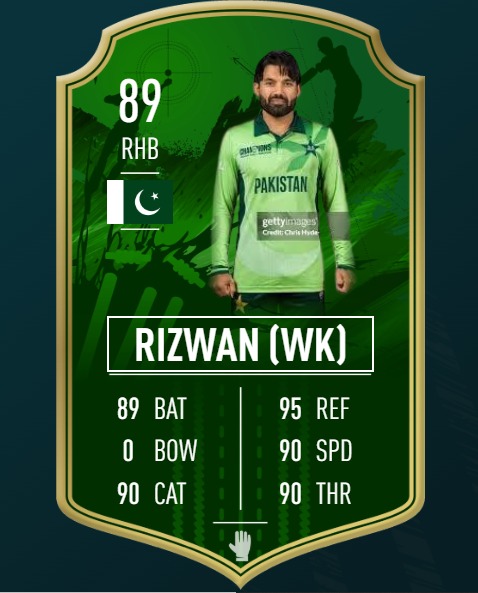 89
RHB
CHAMPIONS
PAKISTAN
gettyimages
Credit: Chris Hyde
RIZWAN (WK)
89 BAT
0 BOW
90 CAT
95 REF
90 SPD
90 THR